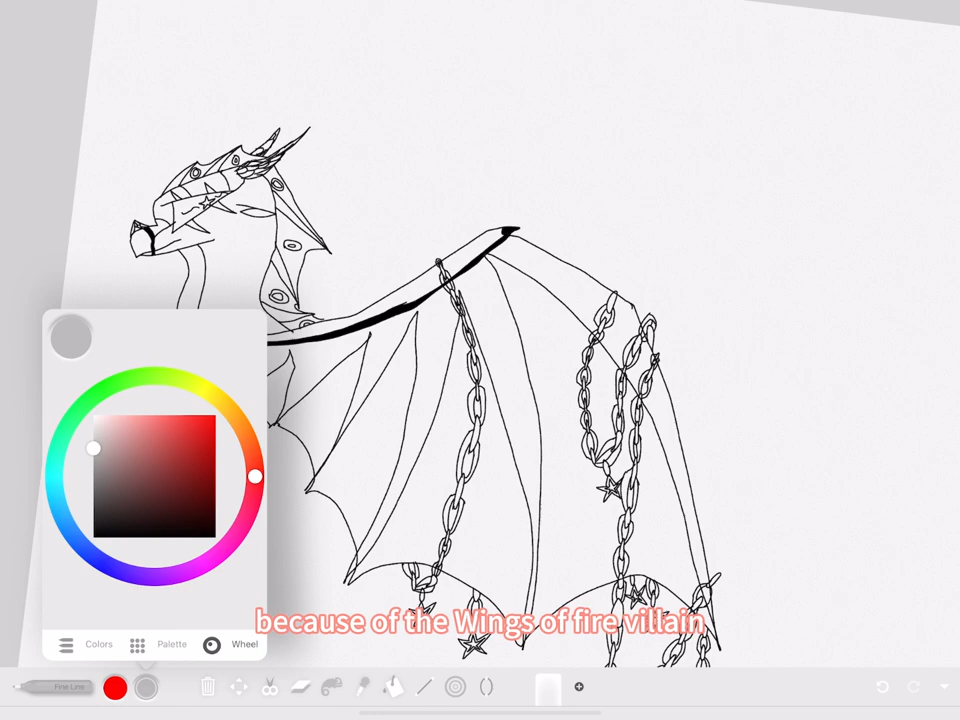 Colors Palette Wheel
because of the Wings of fire villain
Fine Line